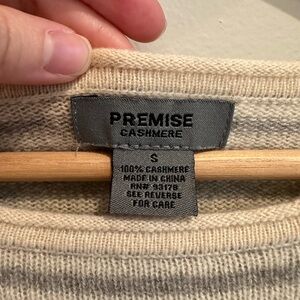 PREMISE
CASHMERE
S
100% CASHMERE
MADE IN CHINA
RN# 93178
SEE REVERSE
FOR CARE